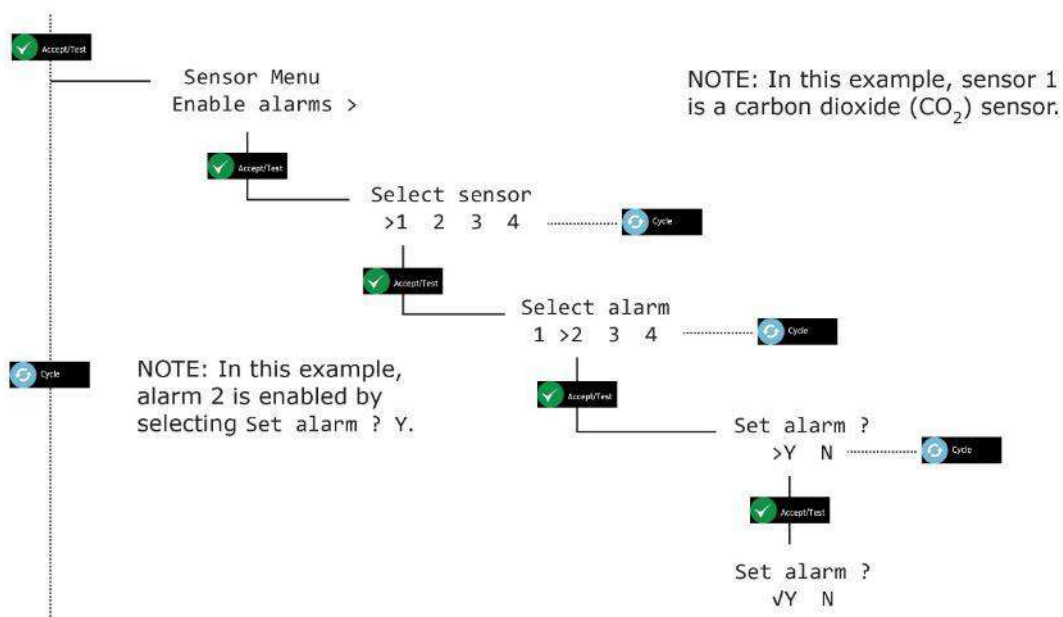 Accept/Test
Sensor Menu
Enable alarms >
NOTE: In this example, sensor 1
is a carbon dioxide (CO₂) sensor.
Accept/Test
Select sensor
>1 2 3 4
Cycle
Accept/Test
Select alarm
1 >2 3 4
Cycle
Cycle
NOTE: In this example,
alarm 2 is enabled by
selecting Set alarm ? Y.
Accept/Test
Set alarm ?
>Y N
Cycle
Accept/Test
Set alarm ?
√Y N